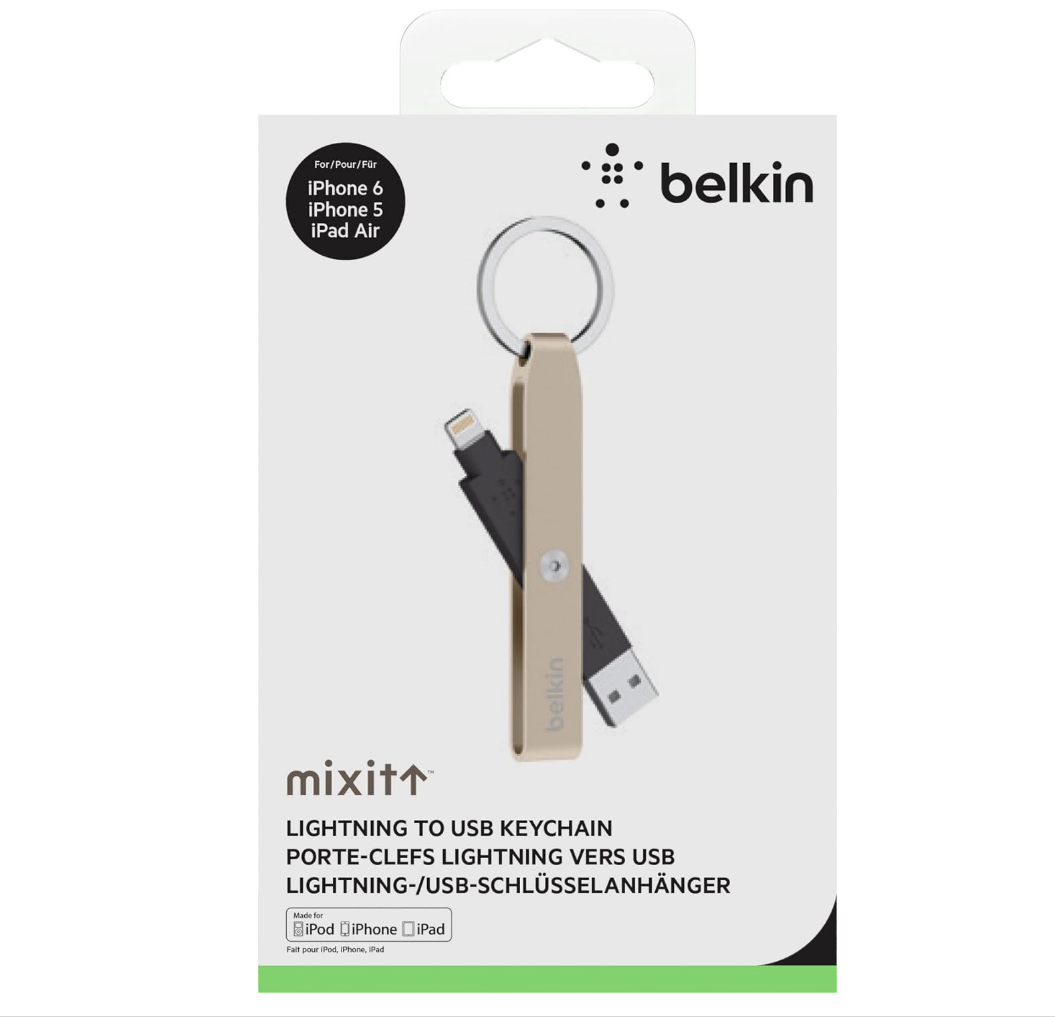 For/Pour/Für
iPhone 6
iPhone 5
iPad Air
belkin
belkin
mixit↑™
LIGHTNING TO USB KEYCHAIN
PORTE-CLEFS LIGHTNING VERS USB
LIGHTNING-/USB-SCHLÜSSELANHÄNGER
Made for
iPod iPhone iPad
Fait pour iPod, iPhone, iPad